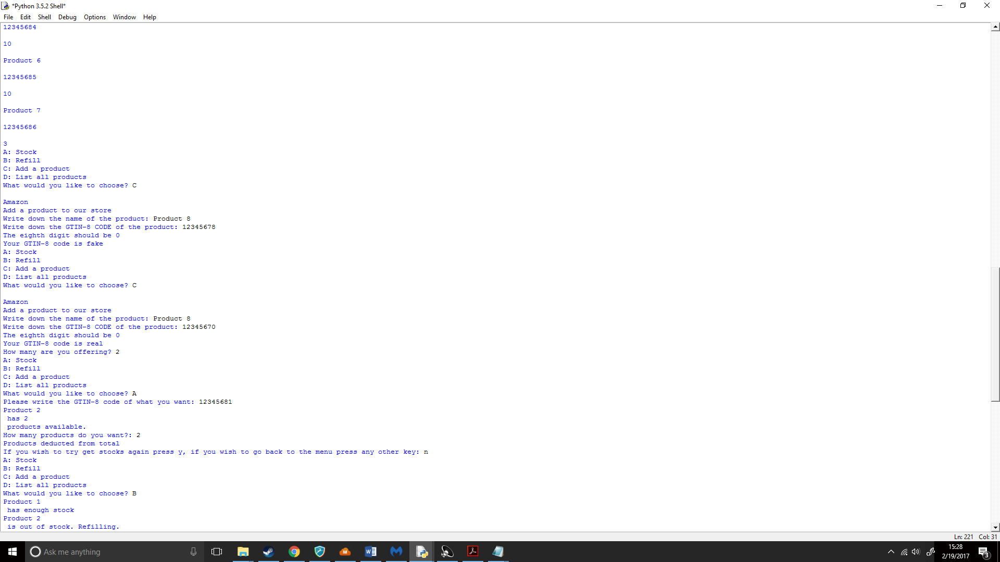 *Python 3.5.2 Shell*
File Edit Shell Debug Options Window Help
12345684
10
Product 6
12345685
10
Product 7
12345686
3
A: Stock
B: Refill
C: Add a product
D: List all products
What would you like to choose? C
Amazon
Add a product to our store
Write down the name of the product: Product 8
Write down the GTIN-8 CODE of the product: 12345678
The eighth digit should be 0
Your GTIN-8 code is fake
A: Stock
B: Refill
C: Add a product
D: List all products
What would you like to choose? C
Amazon
Add a product to our store
Write down the name of the product: Product 8
Write down the GTIN-8 CODE of the product: 12345670
The eighth digit should be 0
Your GTIN-8 code is real
How many are you offering? 2
A: Stock
B: Refill
C: Add a product
D: List all products
What would you like to choose? A
Please write the GTIN-8 code of what you want: 12345681
Product 2
has 2
products available.
How many products do you want?: 2
Products deducted from total
If you wish to try get stocks again press y, if you wish to go back to the menu press any other key: n
A: Stock
B: Refill
C: Add a product
D: List all products
What would you like to choose? B
Product 1
has enough stock
Product 2
is out of stock. Refilling.
Ln: 221 Col: 31
Ask me anything
15:28
2/19/2017
3